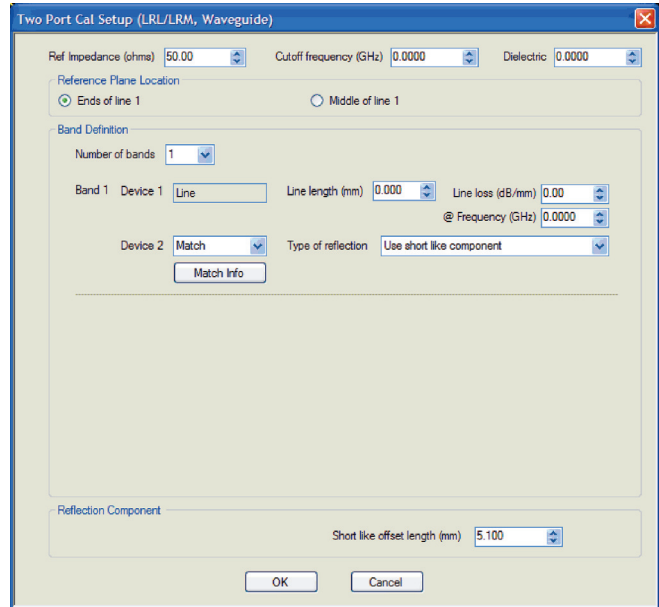 Two Port Cal Setup (LRL/LRM, Waveguide)
Ref Impedance (ohms) 50.00 Cutoff frequency (GHz) 0.0000 Dielectric 0.0000
Reference Plane Location
Ends of line 1 Middle of line 1
Band Definition
Number of bands 1
Band 1 Device 1 Line Line length (mm) 0.000 Line loss (dB/mm) 0.00
@ Frequency (GHz) 0.0000
Device 2 Match Type of reflection Use short like component
Match Info
Reflection Component
Short like offset length (mm) 5.100
OK Cancel